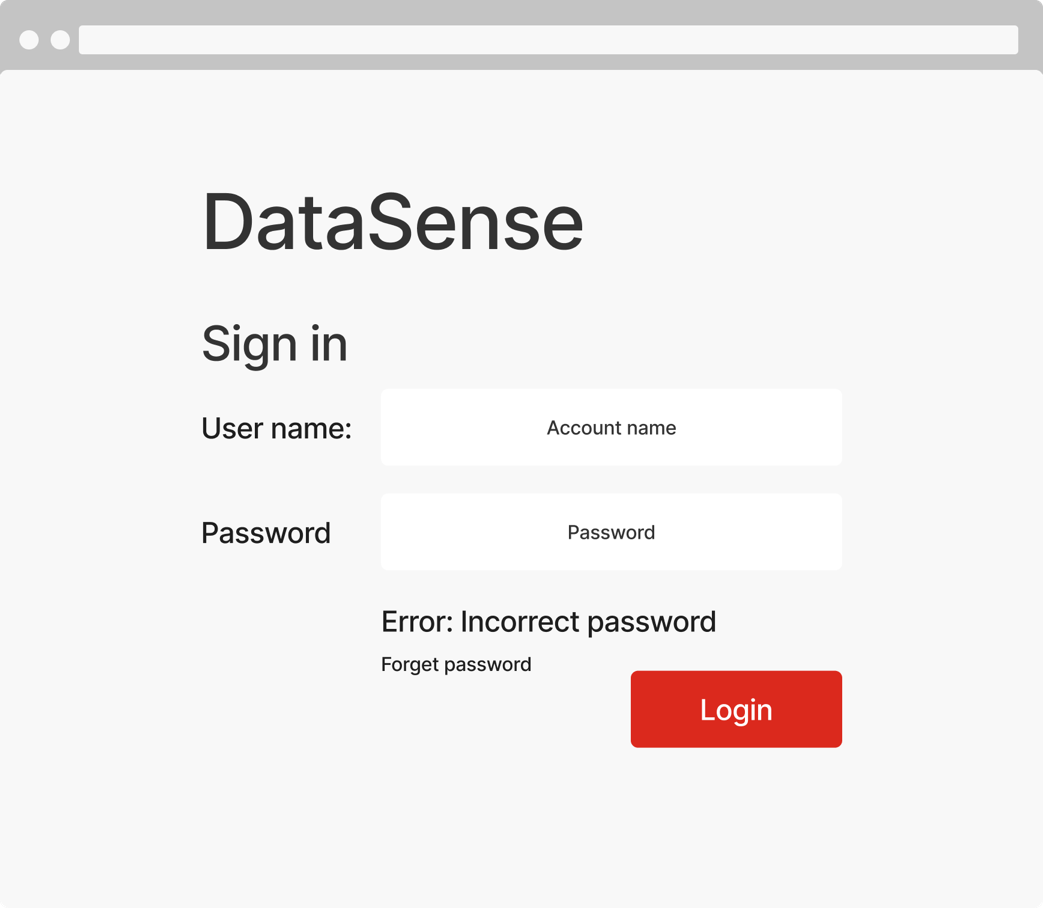 DataSense
Sign in
User name:
Account name
Password
Password
Error: Incorrect password
Forget password
Login